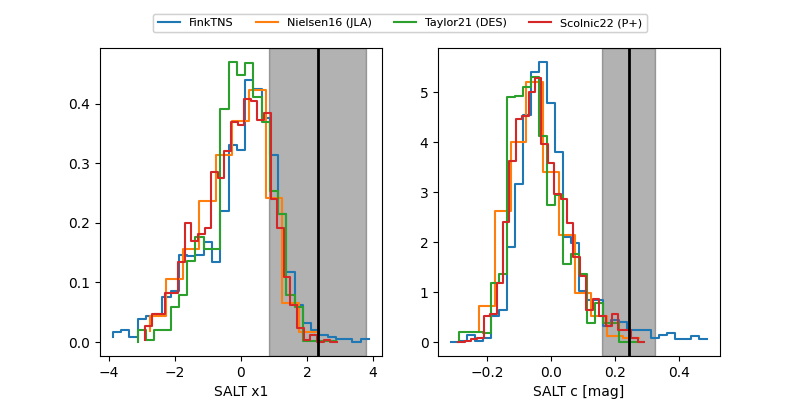 FinkTNS Nielsen16 (JLA) Taylor21 (DES) Scolnic22 (P+)
0.4
0.3
0.2
0.1
0.0
−4 −2 0 2 4
SALT x1
5
4
3
2
1
0
−0.2 0.0 0.2 0.4
SALT c [mag]